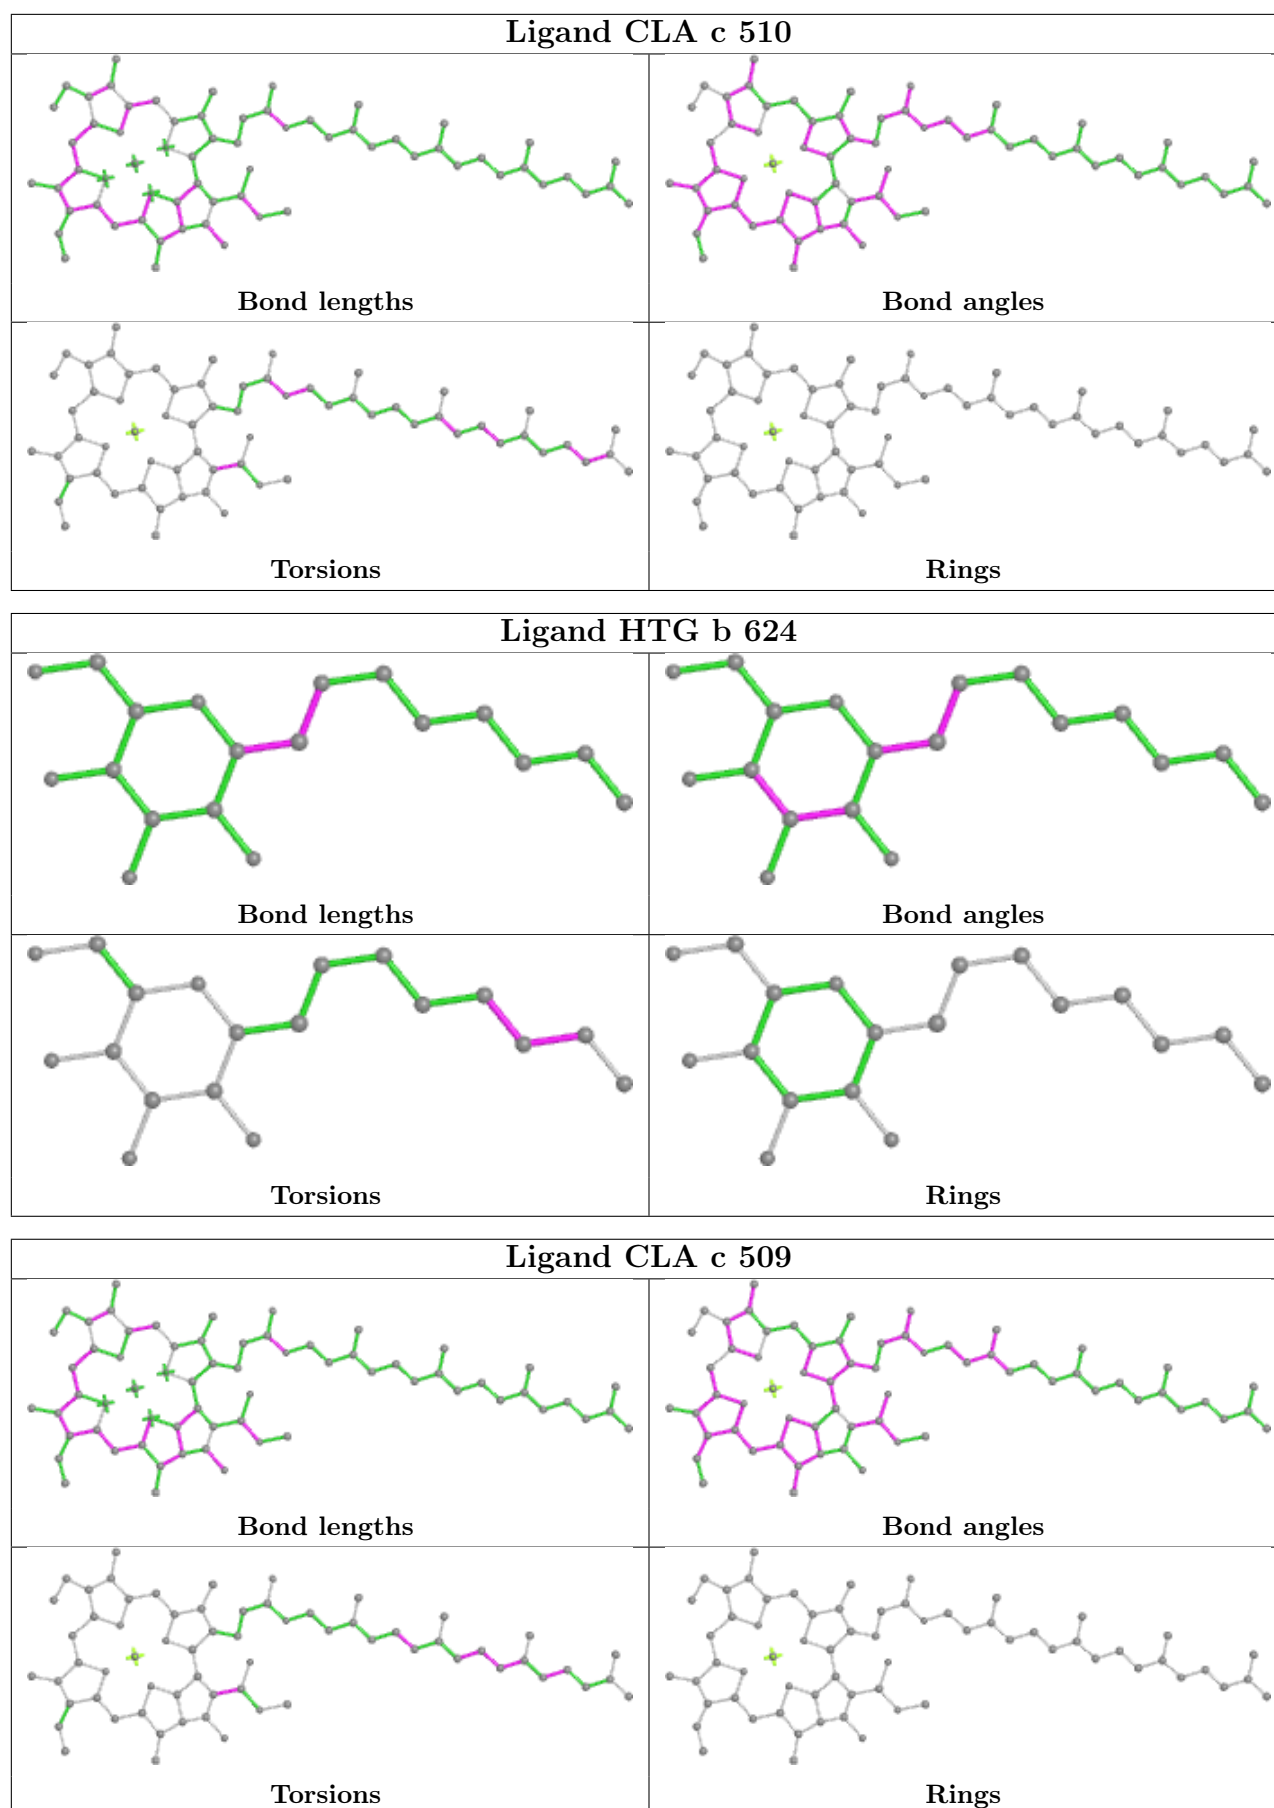 Ligand CLA c 510
Bond lengths
Bond angles
Torsions
Rings
Ligand HTG b 624
Bond lengths
Bond angles
Torsions
Rings
Ligand CLA c 509
Bond lengths
Bond angles
Torsions
Rings